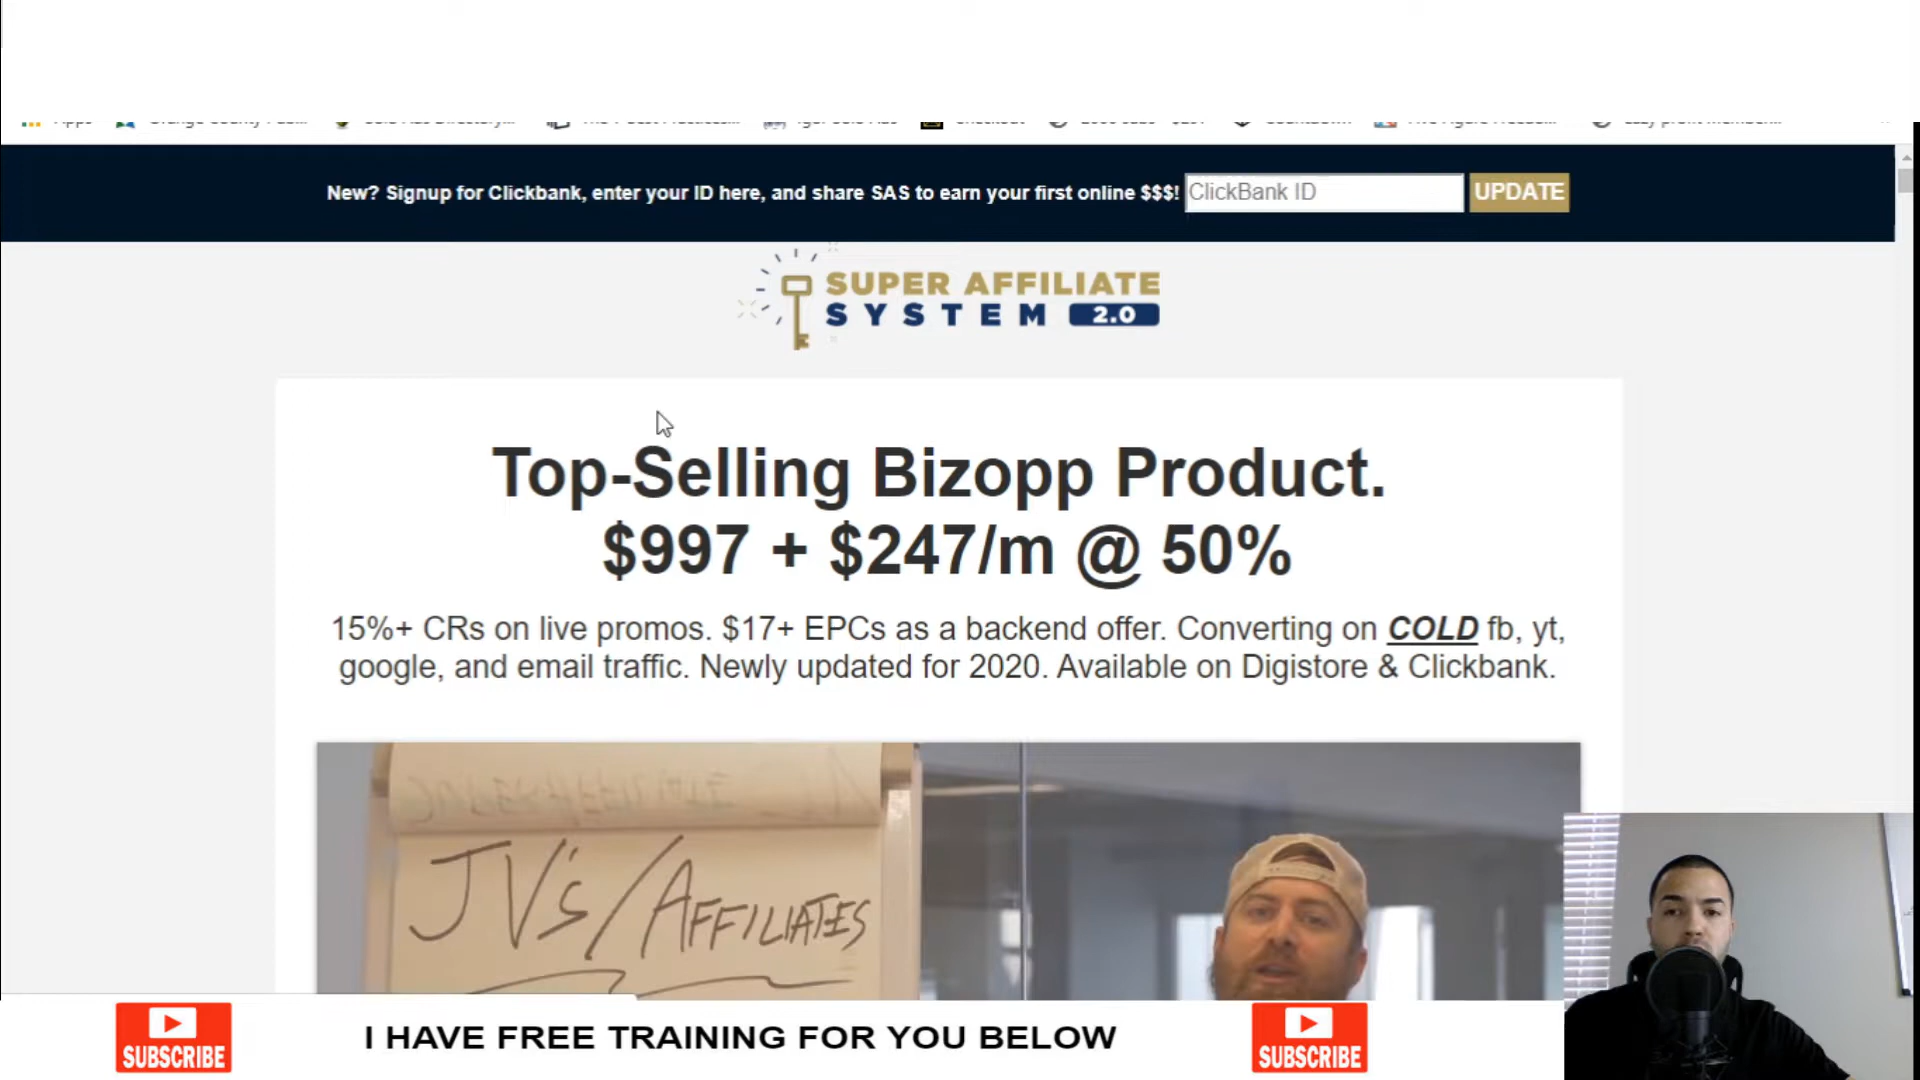 New? Signup for Clickbank, enter your ID here, and share SAS to earn your first online $$$! ClickBank ID UPDATE
SUPER AFFILIATE
SYSTEM 2.0
Top-Selling Bizopp Product.
$997 + $247/m @ 50%
15%+ CRs on live promos. $17+ EPCs as a backend offer. Converting on COLD fb, yt,
google, and email traffic. Newly updated for 2020. Available on Digistore & Clickbank.
JV's/AFFILIATES
SUBSCRIBE
I HAVE FREE TRAINING FOR YOU BELOW
SUBSCRIBE